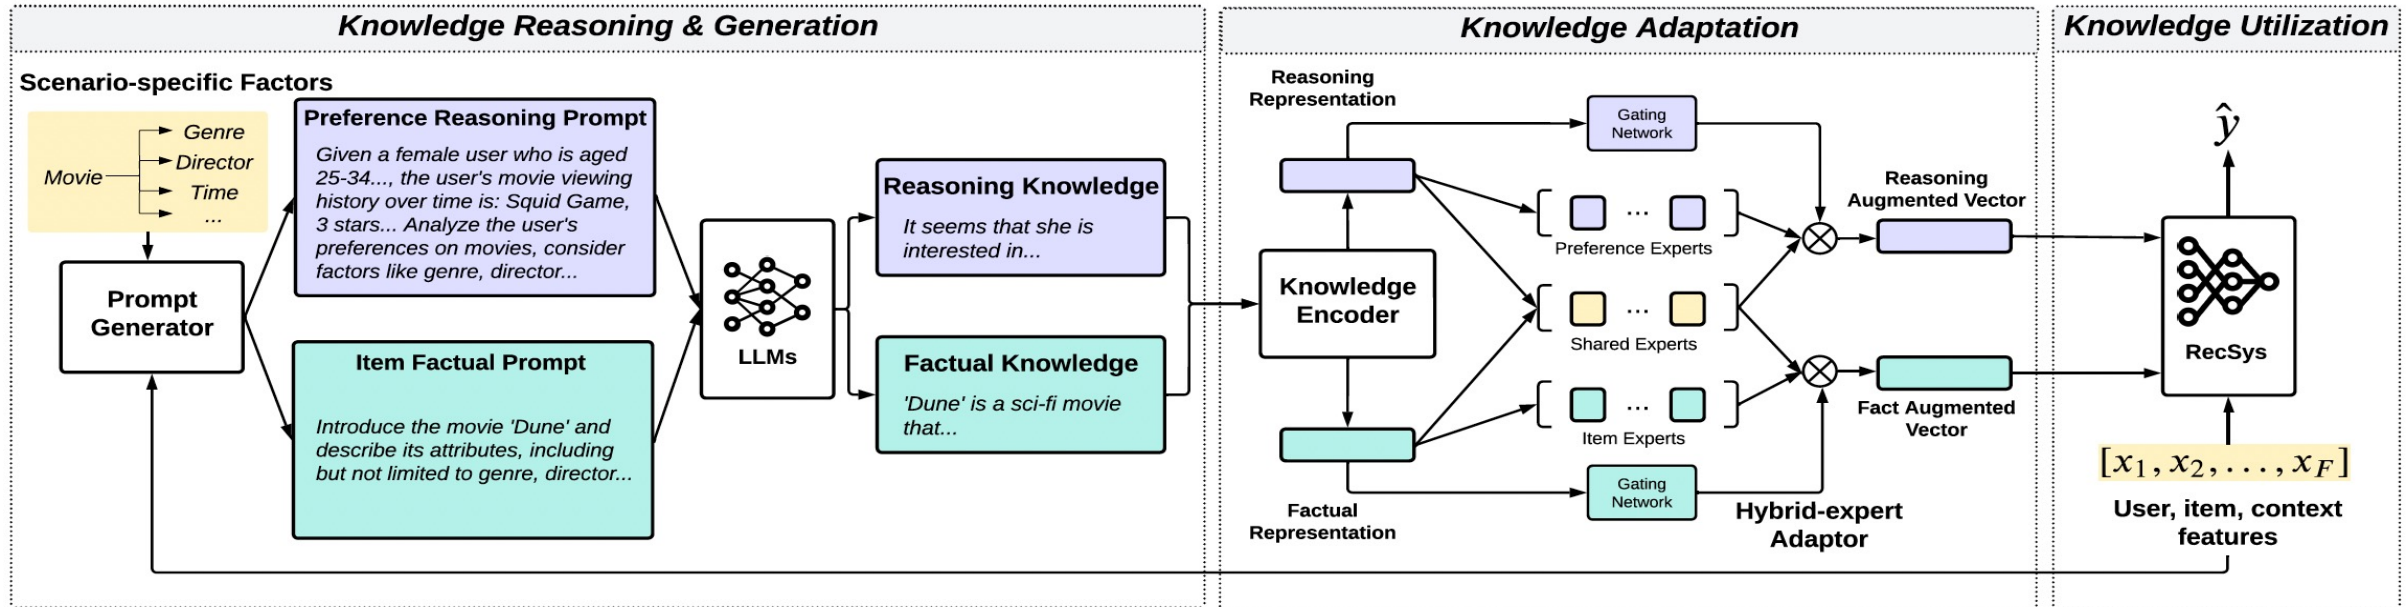 Knowledge Reasoning & Generation
Scenario-specific Factors
Movie
Genre
Director
Time
...
Prompt
Generator
Preference Reasoning Prompt
Given a female user who is aged
25-34..., the user's movie viewing
history over time is: Squid Game,
3 stars... Analyze the user's
preferences on movies, consider
factors like genre, director...
Item Factual Prompt
Introduce the movie 'Dune' and
describe its attributes, including
but not limited to genre, director...
LLMs
Reasoning Knowledge
It seems that she is
interested in...
Factual Knowledge
'Dune' is a sci-fi movie
that...
Knowledge Adaptation
Reasoning
Representation
Gating
Network
... 
Preference Experts
Knowledge
Encoder
...
Shared Experts
...
Item Experts
Gating
Network
Factual
Representation
Hybrid-expert
Adaptor
Reasoning
Augmented Vector
Fact Augmented
Vector
Knowledge Utilization
ŷ
RecSys
[x₁, x₂, . . . , x_F]
User, item, context
features